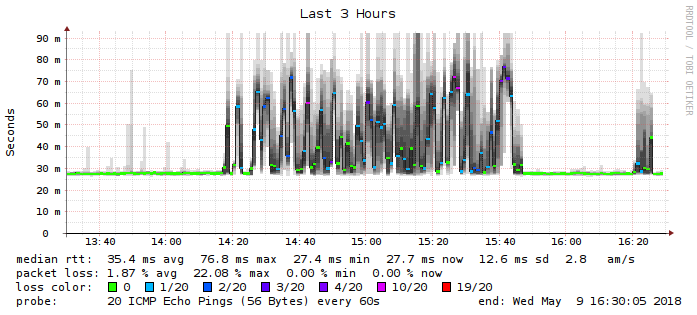 Last 3 Hours
RRDTOOL / TOBI OETIKER
Seconds
90 m
80 m
70 m
60 m
50 m
40 m
30 m
20 m
10 m
0
13:40 14:00 14:20 14:40 15:00 15:20 15:40 16:00 16:20
median rtt: 35.4 ms avg 76.8 ms max 27.4 ms min 27.7 ms now 12.6 ms sd 2.8 am/s
packet loss: 1.87 % avg 22.08 % max 0.00 % min 0.00 % now
loss color: 0 1/20 2/20 3/20 4/20 10/20 19/20
probe: 20 ICMP Echo Pings (56 Bytes) every 60s end: Wed May 9 16:30:05 2018